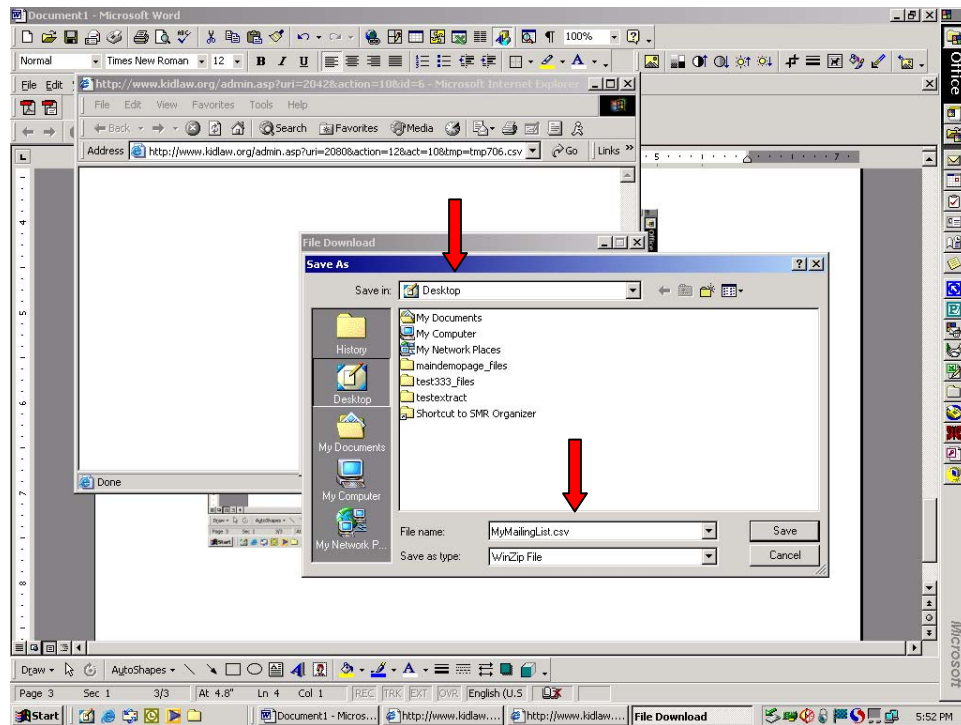 Document1 - Microsoft Word
100%
Normal Times New Roman 12 B I U
File Edit
http://www.kidlaw.org/admin.asp?uri=2042&action=10&id=6 - Microsoft Internet Explorer
File Edit View Favorites Tools Help
Back Search Favorites Media
Address http://www.kidlaw.org/admin.asp?uri=2080&action=12&act=10&tmp=tmp706.csv Go Links »
File Download
Save As
Save in: Desktop
History
Desktop
My Documents
My Computer
My Network P...
My Documents
My Computer
My Network Places
maindemopage_files
test333_files
testextract
Shortcut to SMR Organizer
File name: MyMailingList.csv Save
Save as type: WinZip File Cancel
Done
Office
Microsoft
Draw AutoShapes
Page 3 Sec 1 3/3 At 4.8" Ln 4 Col 1 REC TRK EXT OVR English (U.S
Start Document1 - Micros... http://www.kidlaw.... http://www.kidlaw.... File Download 5:52 PM